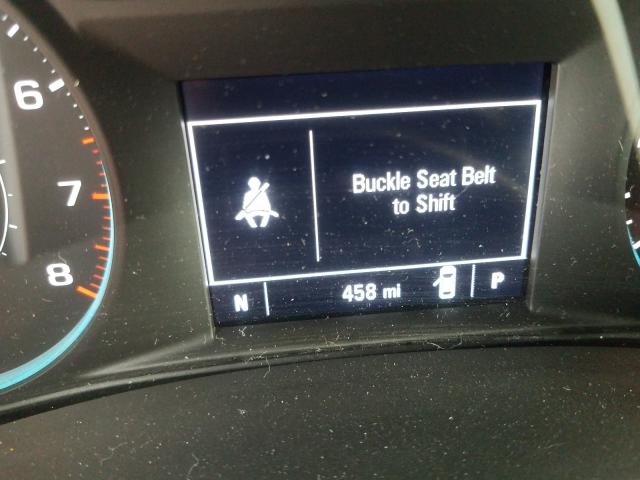 6
7
8
Buckle Seat Belt
to Shift
N 458 mi P